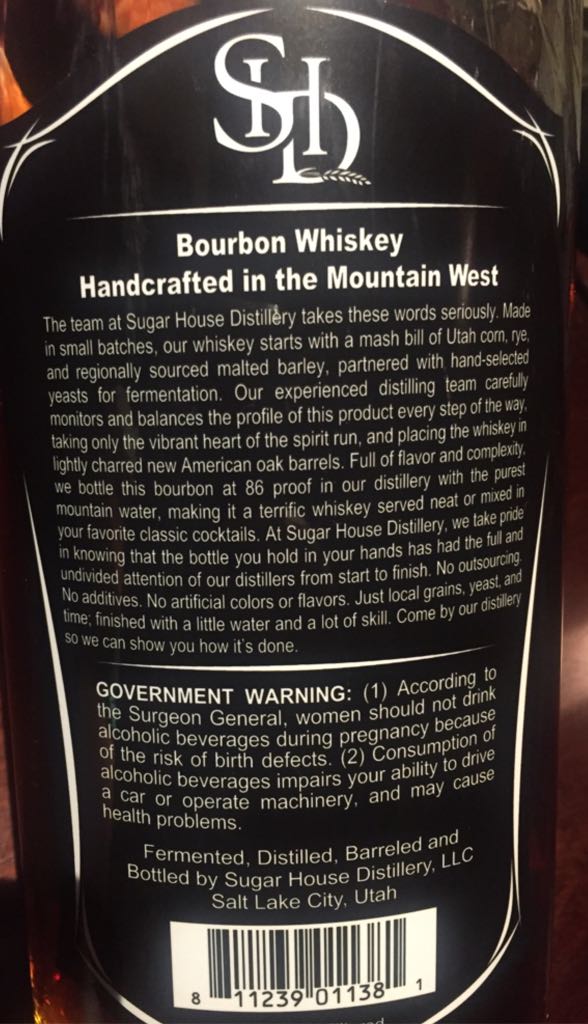 SHD
Bourbon Whiskey
Handcrafted in the Mountain West
The team at Sugar House Distillery takes these words seriously. Made
in small batches, our whiskey starts with a mash bill of Utah corn, rye,
and regionally sourced malted barley, partnered with hand-selected
yeasts for fermentation. Our experienced distilling team carefully
monitors and balances the profile of this product every step of the way,
taking only the vibrant heart of the spirit run, and placing the whiskey in
lightly charred new American oak barrels. Full of flavor and complexity,
we bottle this bourbon at 86 proof in our distillery with the purest
mountain water, making it a terrific whiskey served neat or mixed in
your favorite classic cocktails. At Sugar House Distillery, we take pride
in knowing that the bottle you hold in your hands has had the full and
undivided attention of our distillers from start to finish. No outsourcing.
No additives. No artificial colors or flavors. Just local grains, yeast, and
time; finished with a little water and a lot of skill. Come by our distillery
so we can show you how it's done.
GOVERNMENT WARNING: (1) According to
the Surgeon General, women should not drink
alcoholic beverages during pregnancy because
of the risk of birth defects. (2) Consumption of
alcoholic beverages impairs your ability to drive
a car or operate machinery, and may cause
health problems.
Fermented, Distilled, Barreled and
Bottled by Sugar House Distillery, LLC
Salt Lake City, Utah
8 11239 01138 1